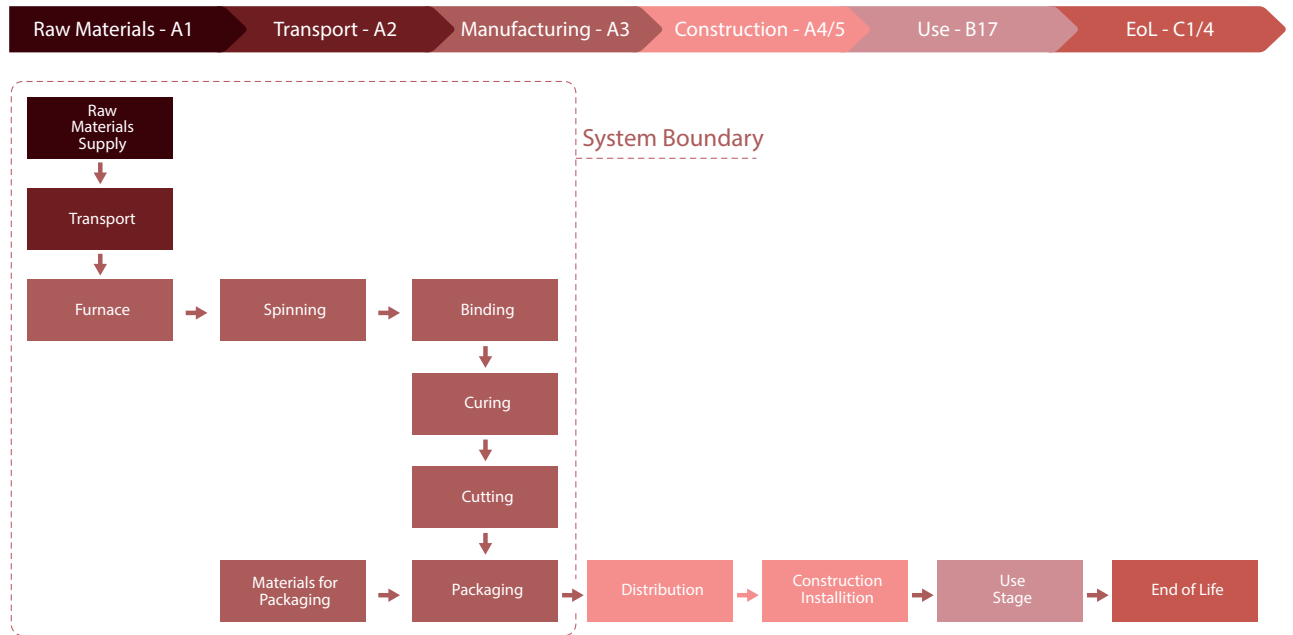 Raw Materials - A1
Transport - A2
Manufacturing - A3
Construction - A4/5
Use - B17
EoL - C1/4
Raw
Materials
Supply
System Boundary
Transport
Furnace
Spinning
Binding
Curing
Cutting
Materials for
Packaging
Packaging
Distribution
Construction
Installition
Use
Stage
End of Life